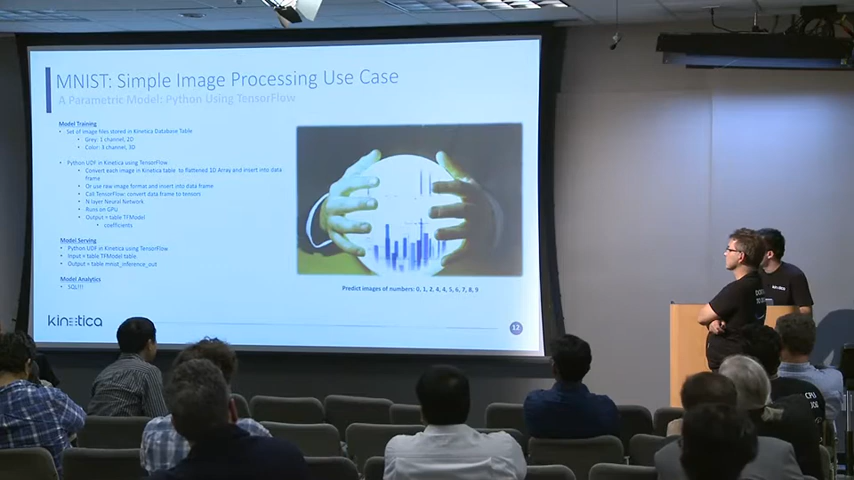 MNIST: Simple Image Processing Use Case
A Parametric Model: Python Using TensorFlow
Model Training
Set of image files stored in Kinetica Database Table
Grey: 1 channel, 2D
Color: 3 channel, 3D
Python UDF in Kinetica using TensorFlow
Convert each image in Kinetica table to flattened 1D Array and insert into data
frame
Or use raw image format and insert into data frame
Call TensorFlow: convert data frame to tensors
N layer Neural Network
Runs on GPU
Output = table TFModel
coefficients
Model Serving
Python UDF in Kinetica using TensorFlow
Input = table TFModel table
Output = table mnist_inference_out
Model Analytics
SQL!!!
Predict images of numbers: 0, 1, 2, 4, 4, 5, 6, 7, 8, 9
kinetica
12
kinetica
CPU